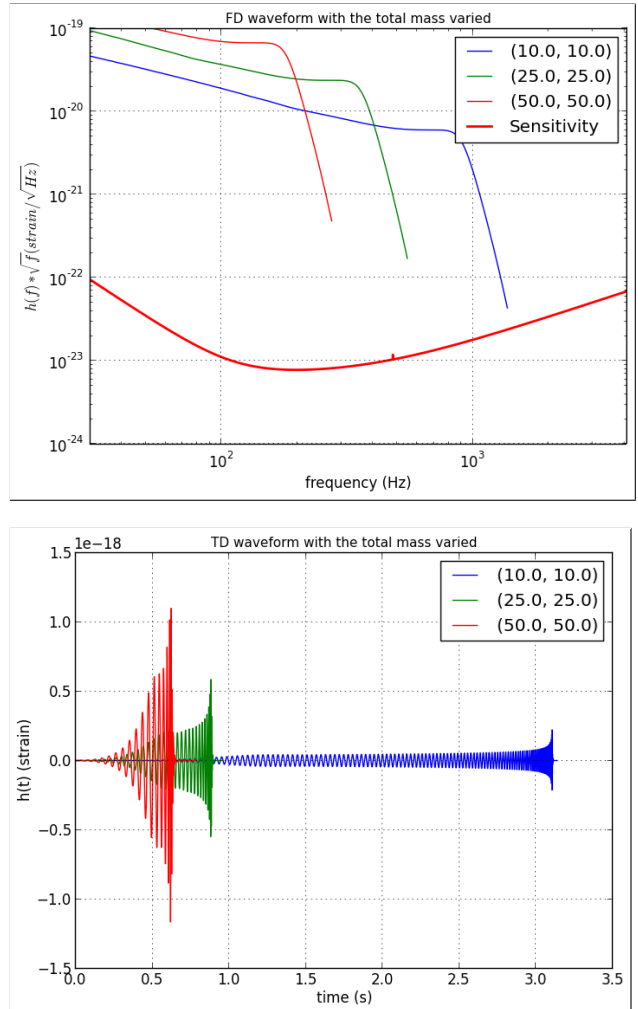 FD waveform with the total mass varied
10^-19
10^-20
10^-21
10^-22
10^-23
10^-24
h(f)*√f(strain/√Hz)
(10.0, 10.0)
(25.0, 25.0)
(50.0, 50.0)
Sensitivity
10^2
10^3
frequency (Hz)
1e−18
TD waveform with the total mass varied
1.5
1.0
0.5
0.0
−0.5
−1.0
−1.5
h(t) (strain)
(10.0, 10.0)
(25.0, 25.0)
(50.0, 50.0)
0.0 0.5 1.0 1.5 2.0 2.5 3.0 3.5
time (s)